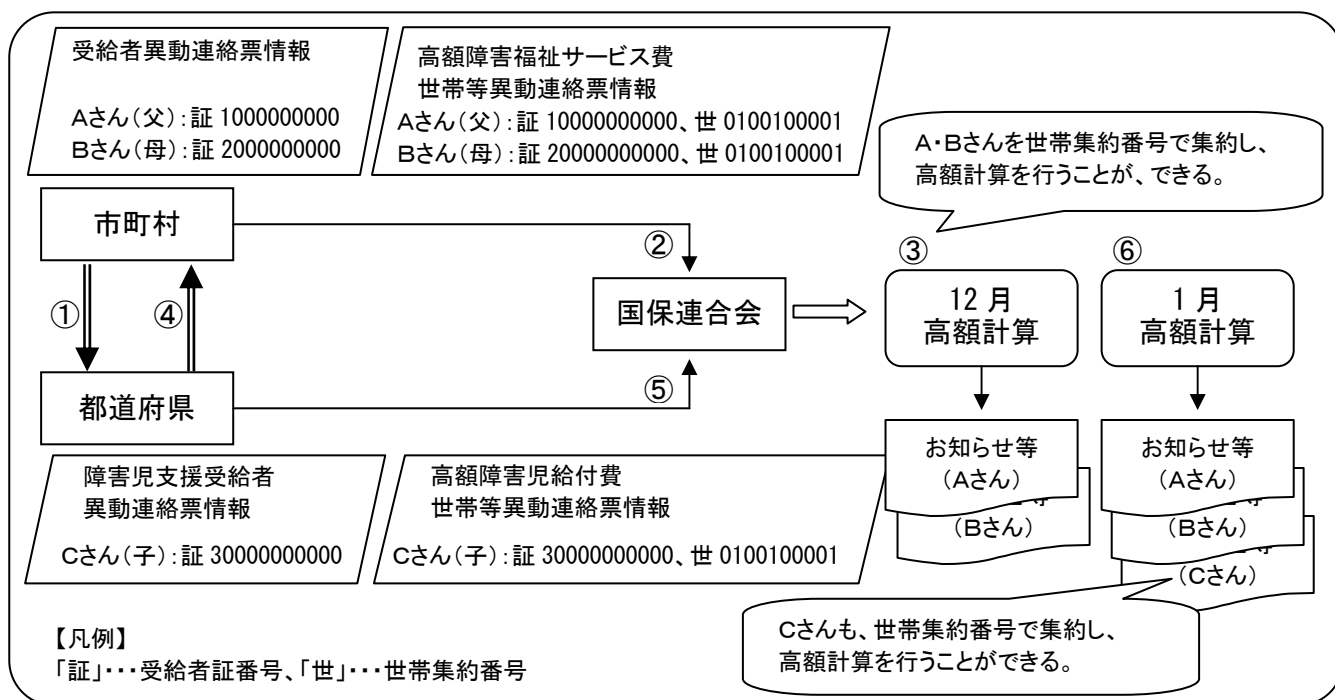 受給者異動連絡票情報
Aさん(父):証 1000000000
Bさん(母):証 2000000000
高額障害福祉サービス費
世帯等異動連絡票情報
Aさん(父):証 10000000000、世 0100100001
Bさん(母):証 20000000000、世 0100100001
A・Bさんを世帯集約番号で集約し、
高額計算を行うことが、できる。
市町村
②
③
⑥
①
④
国保連合会
12 月
高額計算
1 月
高額計算
都道府県
⑤
お知らせ等
(Aさん)
(Bさん)
お知らせ等
(Aさん)
(Bさん)
(Cさん)
障害児支援受給者
異動連絡票情報
Cさん(子):証 30000000000
高額障害児給付費
世帯等異動連絡票情報
Cさん(子):証 30000000000、世 0100100001
Cさんも、世帯集約番号で集約し、
高額計算を行うことができる。
【凡例】
「証」・・・受給者証番号、「世」・・・世帯集約番号